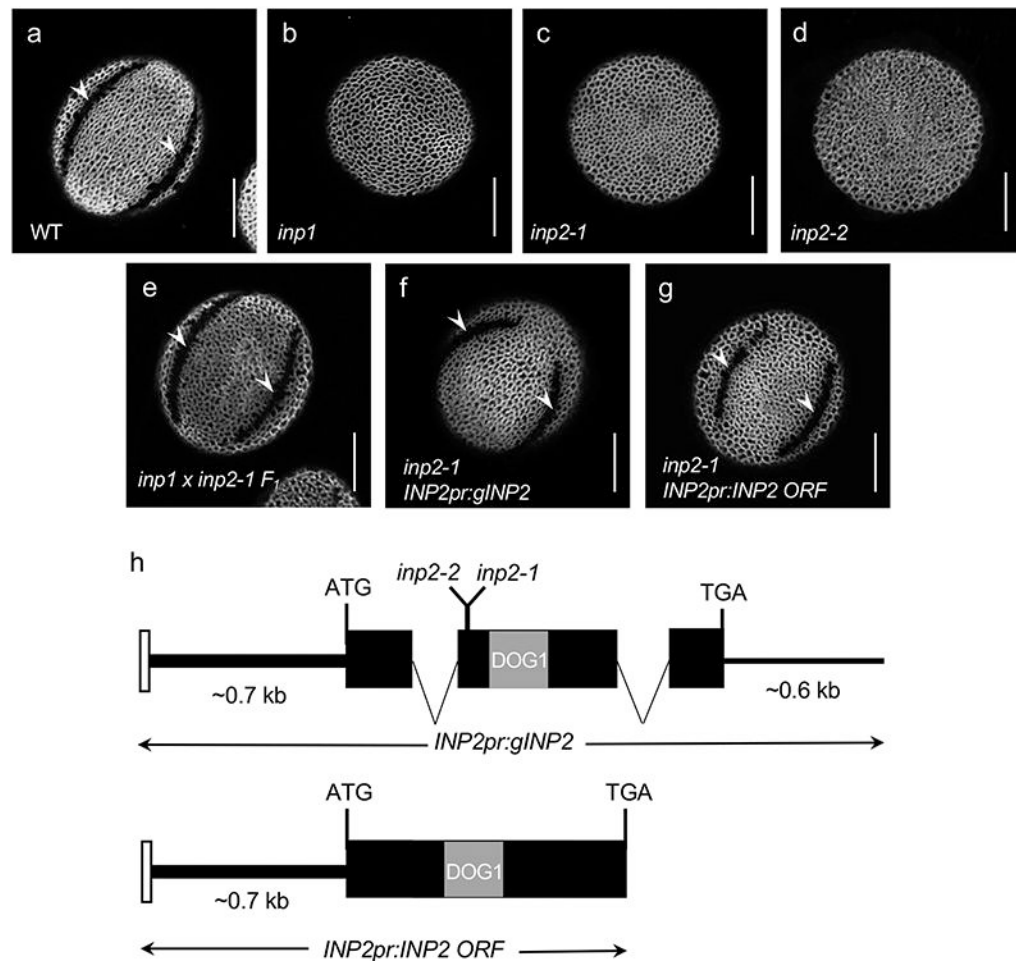 a
WT
b
inp1
c
inp2-1
d
inp2-2
e
inp1 x inp2-1 F1
f
inp2-1
INP2pr:gINP2
g
inp2-1
INP2pr:INP2 ORF
h
ATG
inp2-2 inp2-1
TGA
DOG1
~0.7 kb
~0.6 kb
INP2pr:gINP2
ATG
TGA
DOG1
~0.7 kb
INP2pr:INP2 ORF